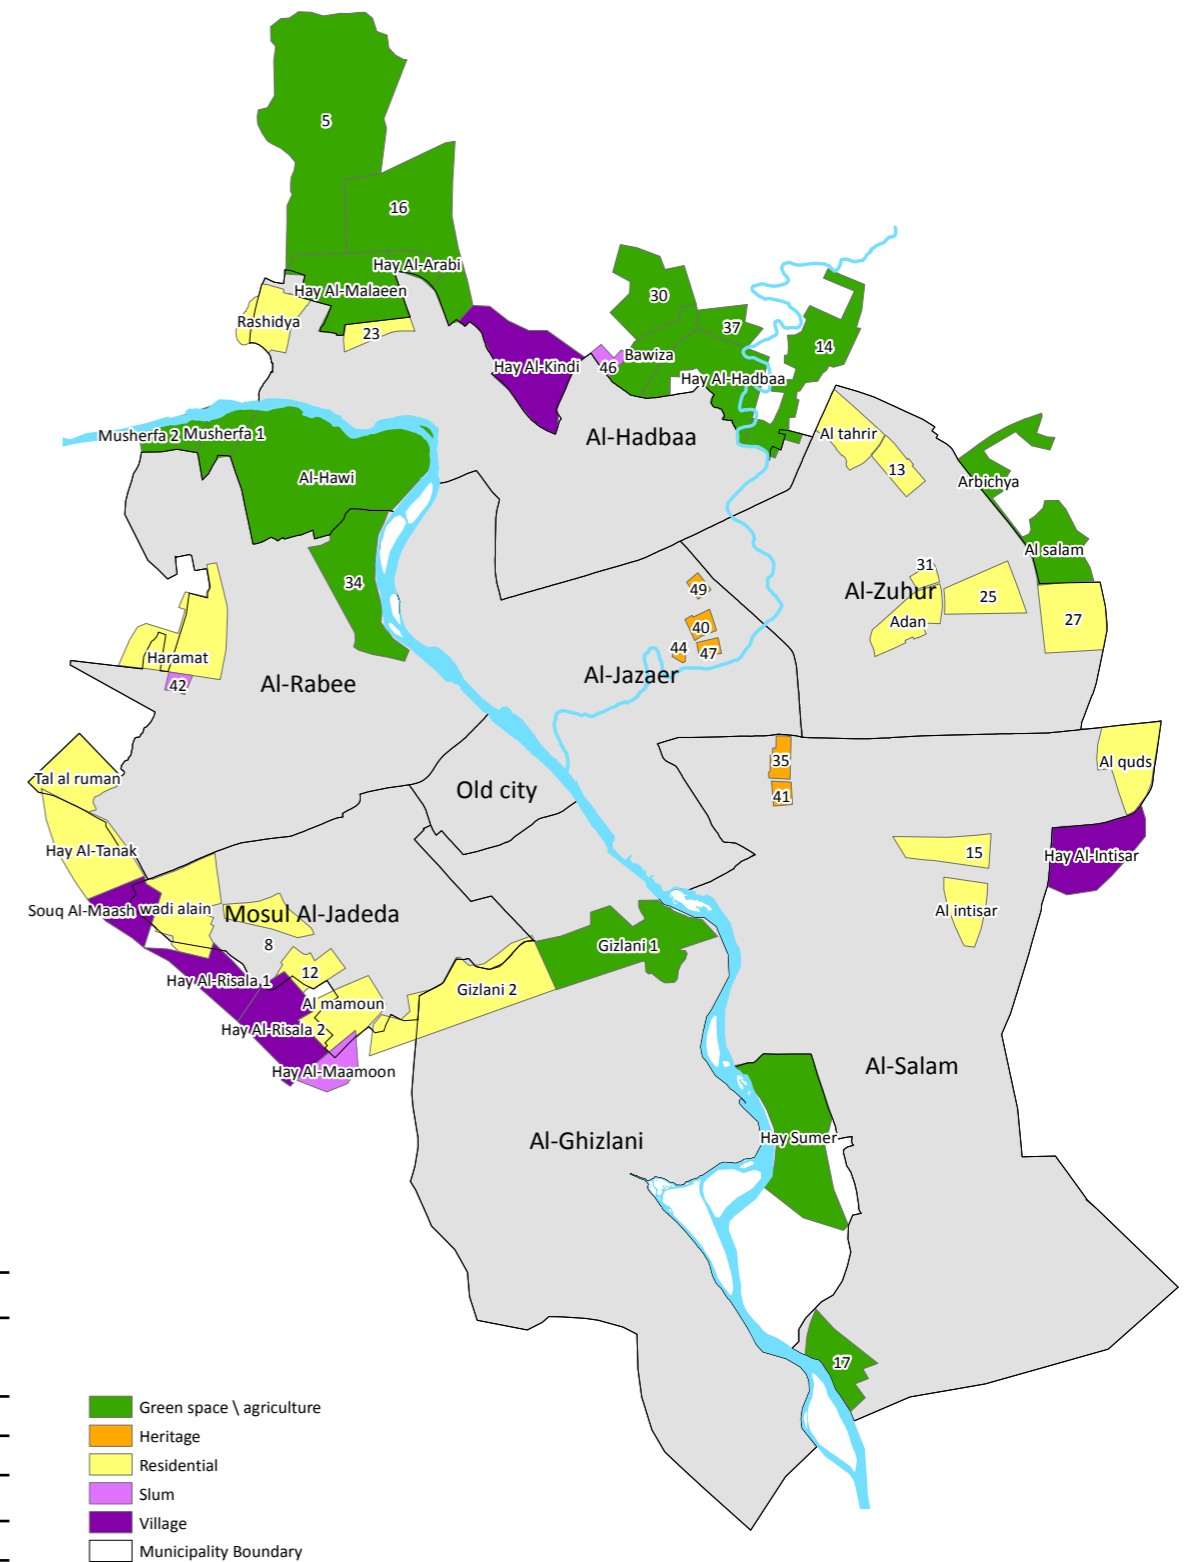 5
16
Hay Al-Arabi
Hay Al-Malaeen
Rashidya
23
30
37
14
Hay Al-Kindi
46
Bawiza
Hay Al-Hadbaa
Musherfa 2
Musherfa 1
Al-Hadbaa
Al tahrir
13
Al-Hawi
Arbichya
Al salam
34
49
31
Al-Zuhur
25
Adan
27
40
44
47
Haramat
42
Al-Rabee
Al-Jazaer
Tal al ruman
Old city
35
41
Al quds
Hay Al-Tanak
15
Hay Al-Intisar
Souq Al-Maash
wadi alain
Mosul Al-Jadeda
8
Al intisar
Gizlani 1
12
Hay Al-Risala 1
Gizlani 2
Al mamoun
Hay Al-Risala 2
Hay Al-Maamoon
Al-Salam
Al-Ghizlani
Hay Sumer
17
Green space \ agriculture
Heritage
Residential
Slum
Village
Municipality Boundary